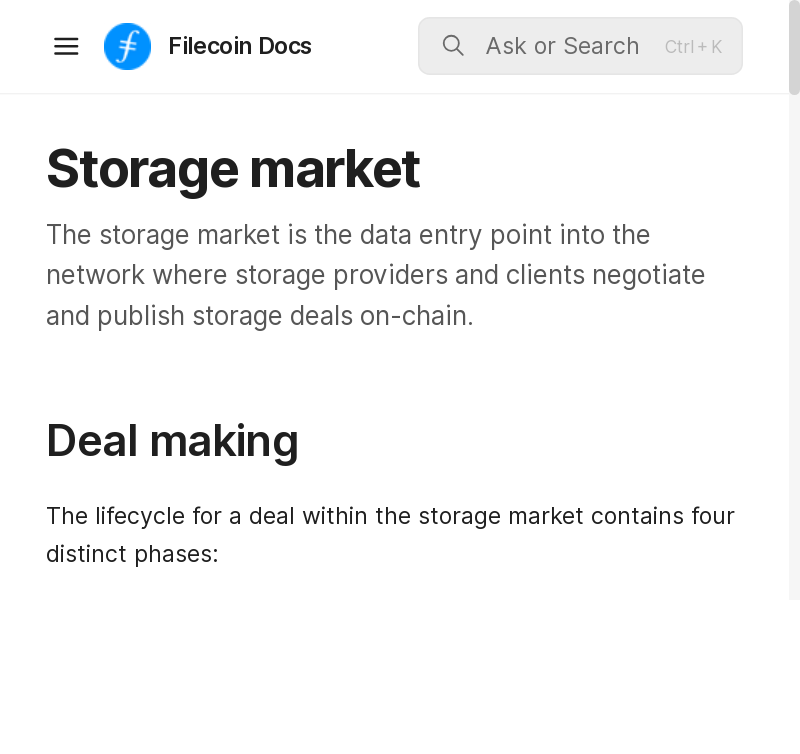 Filecoin Docs
Ask or Search
Ctrl + K
Storage market
The storage market is the data entry point into the
network where storage providers and clients negotiate
and publish storage deals on-chain.
Deal making
The lifecycle for a deal within the storage market contains four
distinct phases: